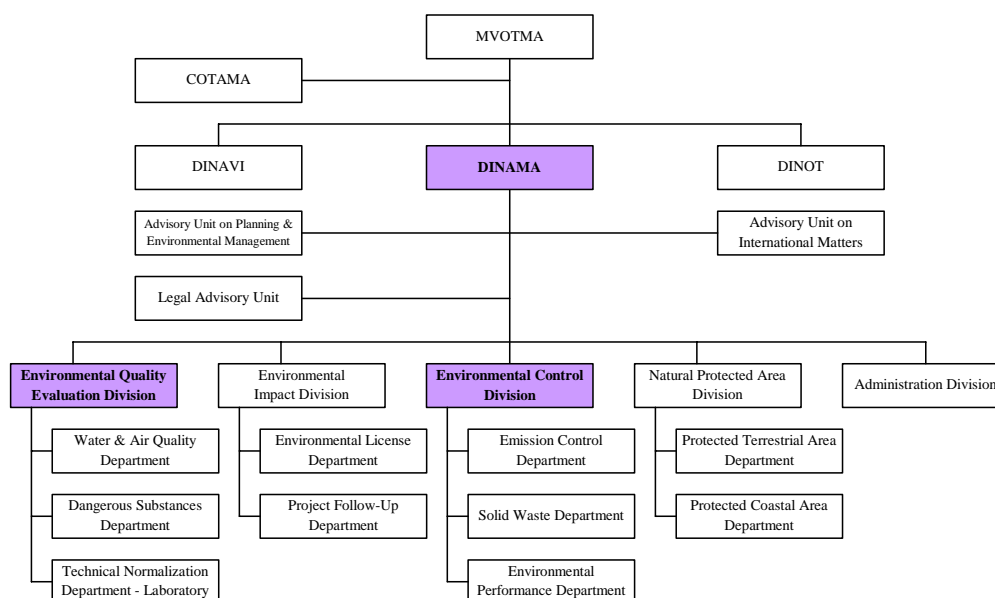 MVOTMA
COTAMA
DINAVI
DINAMA
DINOT
Advisory Unit on Planning &
Environmental Management
Advisory Unit on
International Matters
Legal Advisory Unit
Environmental Quality
Evaluation Division
Environmental
Impact Division
Environmental Control
Division
Natural Protected Area
Division
Administration Division
Water & Air Quality
Department
Environmental License
Department
Emission Control
Department
Protected Terrestrial Area
Department
Dangerous Substances
Department
Project Follow-Up
Department
Solid Waste Department
Protected Coastal Area
Department
Technical Normalization
Department - Laboratory
Environmental
Performance Department